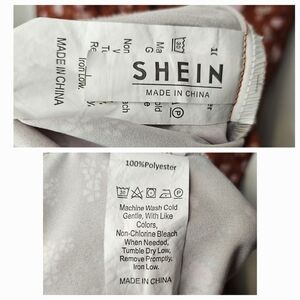 SHEIN
MADE IN CHINA
Iron Low.
MADE IN CHINA
100%Polyester
Machine Wash Cold
Gentle, With Like
Colors,
Non-Chlorine Bleach
When Needed,
Tumble Dry Low,
Remove Promptly,
Iron Low.
MADE IN CHINA